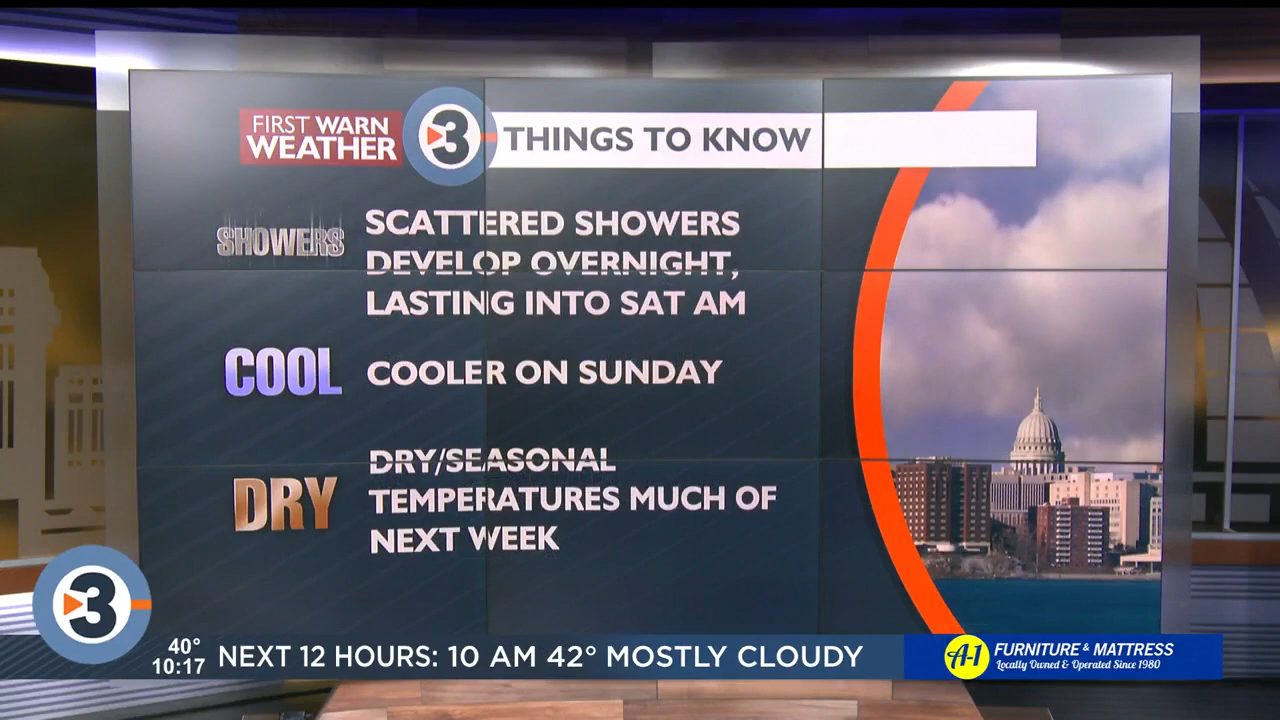 FIRST WARN
WEATHER
3
THINGS TO KNOW
SHOWERS
SCATTERED SHOWERS
DEVELOP OVERNIGHT,
LASTING INTO SAT AM
COOL
COOLER ON SUNDAY
DRY
DRY/SEASONAL
TEMPERATURES MUCH OF
NEXT WEEK
3
40°
10:17
NEXT 12 HOURS: 10 AM 42° MOSTLY CLOUDY
A-1
FURNITURE & MATTRESS
Locally Owned & Operated Since 1980